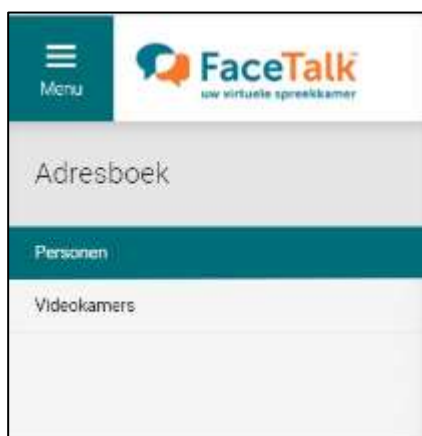 Menu
FaceTalk
uw virtuele spreekkamer
Adresboek
Personen
Videokamers